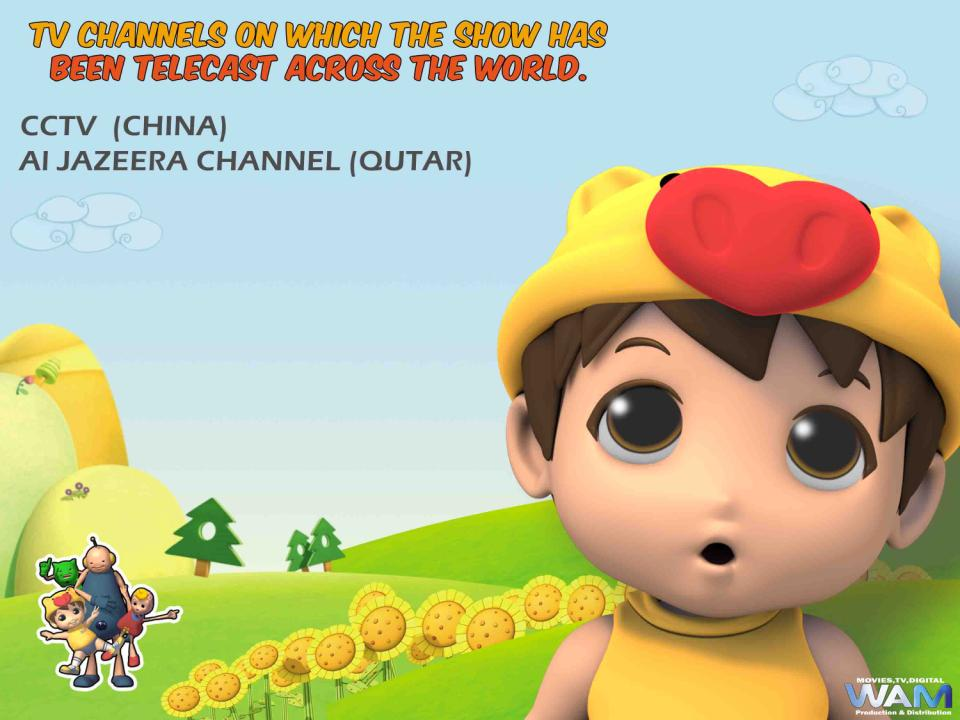 TV CHANNELS ON WHICH THE SHOW HAS
BEEN TELECAST ACROSS THE WORLD.
CCTV (CHINA)
AI JAZEERA CHANNEL (QUTAR)
MOVIES,TV,DIGITAL
WAM
Production & Distribution